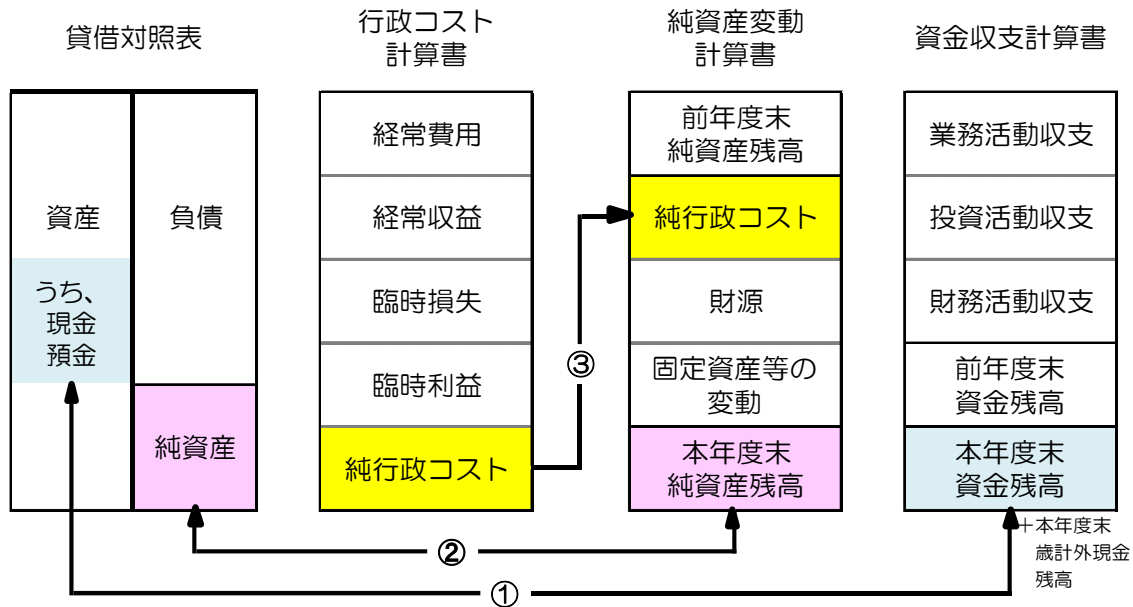 貸借対照表
行政コスト
計算書
純資産変動
計算書
資金収支計算書
資産
うち、
現金
預金
負債
純資産
経常費用
経常収益
臨時損失
臨時利益
純行政コスト
前年度末
純資産残高
純行政コスト
財源
固定資産等の
変動
本年度末
純資産残高
業務活動収支
投資活動収支
財務活動収支
前年度末
資金残高
本年度末
資金残高
＋本年度末
歳計外現金
残高
③
②
①